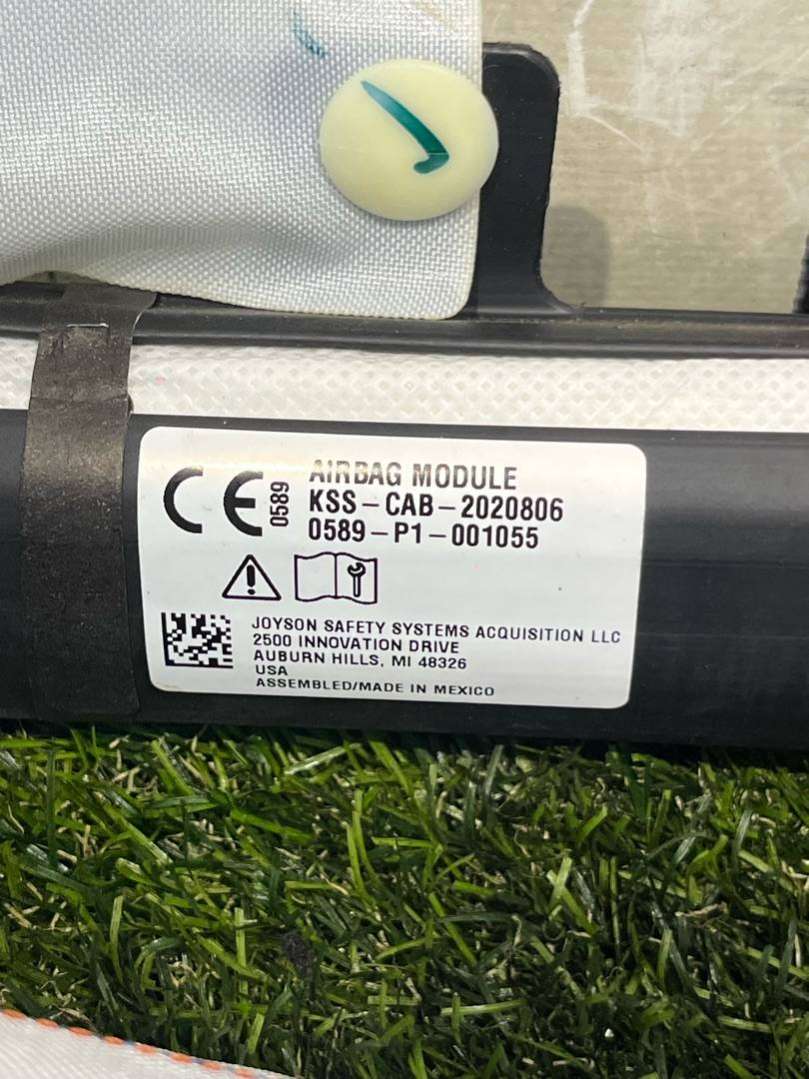 CE 0589
AIRBAG MODULE
KSS-CAB-2020806
0589-P1-001055
JOYSON SAFETY SYSTEMS ACQUISITION LLC
2500 INNOVATION DRIVE
AUBURN HILLS, MI 48326
USA
ASSEMBLED/MADE IN MEXICO